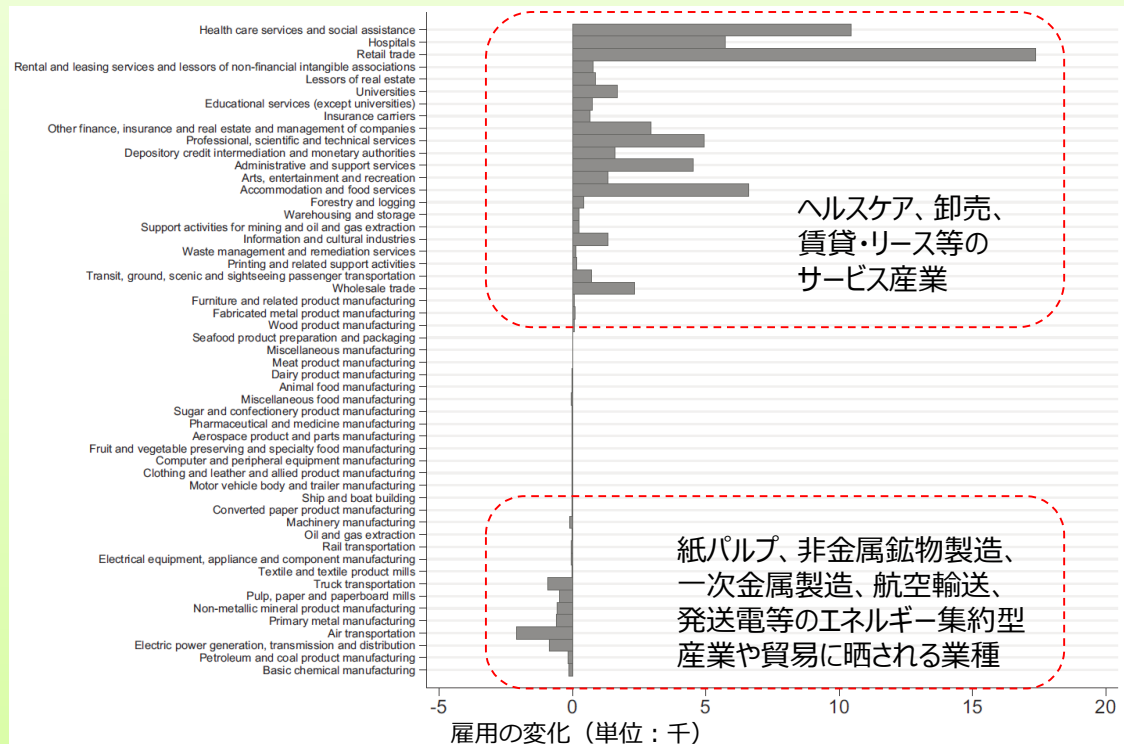 Health care services and social assistance
Hospitals
Retail trade
Rental and leasing services and lessors of non-financial intangible associations
Lessors of real estate
Universities
Educational services (except universities)
Insurance carriers
Other finance, insurance and real estate and management of companies
Professional, scientific and technical services
Depository credit intermediation and monetary authorities
Administrative and support services
Arts, entertainment and recreation
Accommodation and food services
Forestry and logging
Warehousing and storage
Support activities for mining and oil and gas extraction
Information and cultural industries
Waste management and remediation services
Printing and related support activities
Transit, ground, scenic and sightseeing passenger transportation
Wholesale trade
Furniture and related product manufacturing
Fabricated metal product manufacturing
Wood product manufacturing
Seafood product preparation and packaging
Miscellaneous manufacturing
Meat product manufacturing
Dairy product manufacturing
Animal food manufacturing
Miscellaneous food manufacturing
Sugar and confectionery product manufacturing
Pharmaceutical and medicine manufacturing
Aerospace product and parts manufacturing
Fruit and vegetable preserving and specialty food manufacturing
Computer and peripheral equipment manufacturing
Clothing and leather and allied product manufacturing
Motor vehicle body and trailer manufacturing
Ship and boat building
Converted paper product manufacturing
Machinery manufacturing
Oil and gas extraction
Rail transportation
Electrical equipment, appliance and component manufacturing
Textile and textile product mills
Truck transportation
Pulp, paper and paperboard mills
Non-metallic mineral product manufacturing
Primary metal manufacturing
Air transportation
Electric power generation, transmission and distribution
Petroleum and coal product manufacturing
Basic chemical manufacturing
ヘルスケア、卸売、
賃貸・リース等の
サービス産業
紙パルプ、非金属鉱物製造、
一次金属製造、航空輸送、
発送電等のエネルギー集約型
産業や貿易に晒される業種
-5 0 5 10 15 20
雇用の変化（単位：千）